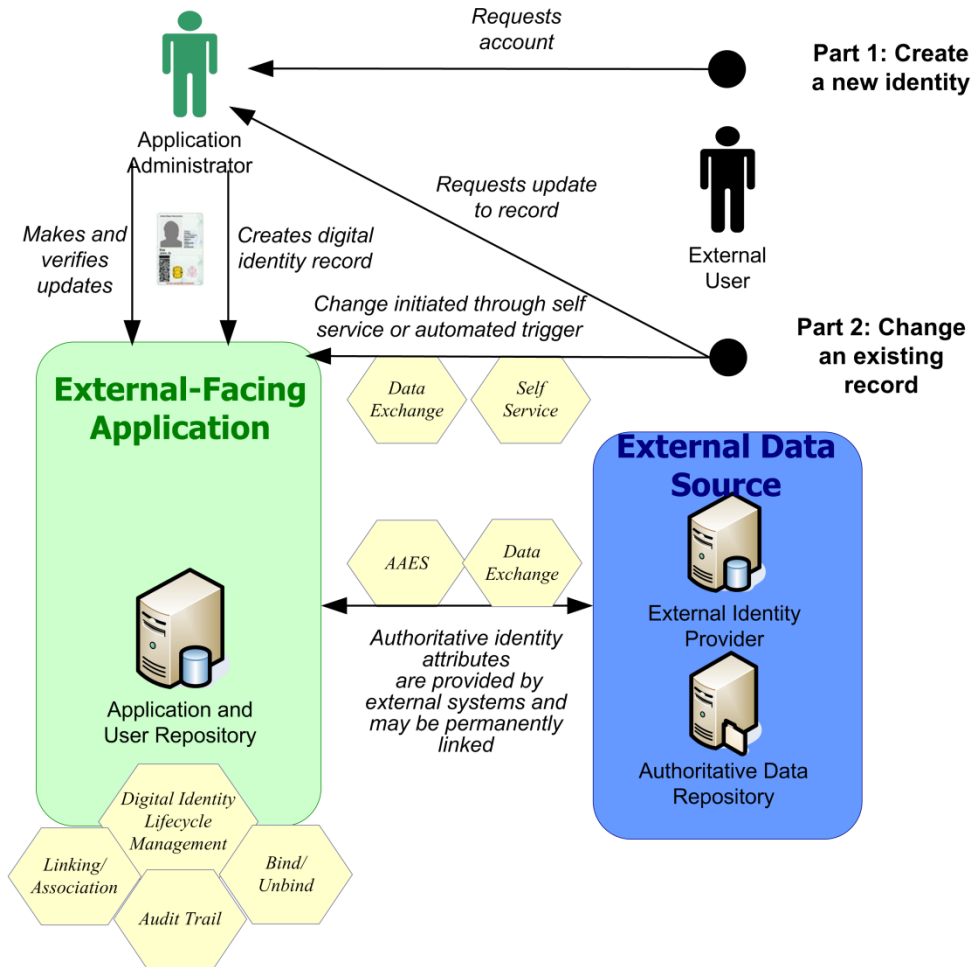 Requests
account
Part 1: Create
a new identity
Application
Administrator
External
User
Requests update
to record
Makes and
verifies
updates
Creates digital
identity record
Change initiated through self
service or automated trigger
Part 2: Change
an existing
record
Data
Exchange
Self
Service
External-Facing
Application
External Data
Source
AAES
Data
Exchange
External Identity
Provider
Authoritative identity
attributes
are provided by
external systems and
may be permanently
linked
Application and
User Repository
Authoritative Data
Repository
Digital Identity
Lifecycle
Management
Linking/
Association
Bind/
Unbind
Audit Trail